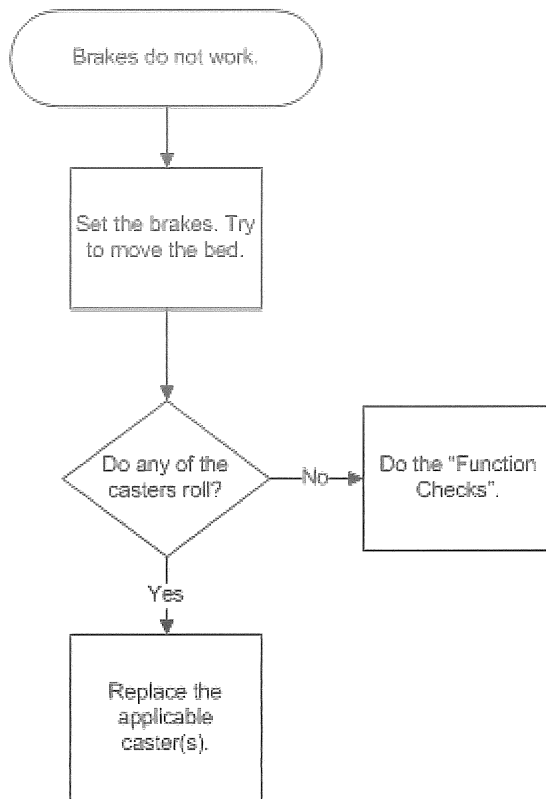 Brakes do not work.
Set the brakes. Try
to move the bed.
Do any of the
casters roll?
No
Do the “Function
Checks”.
Yes
Replace the
applicable
caster(s).